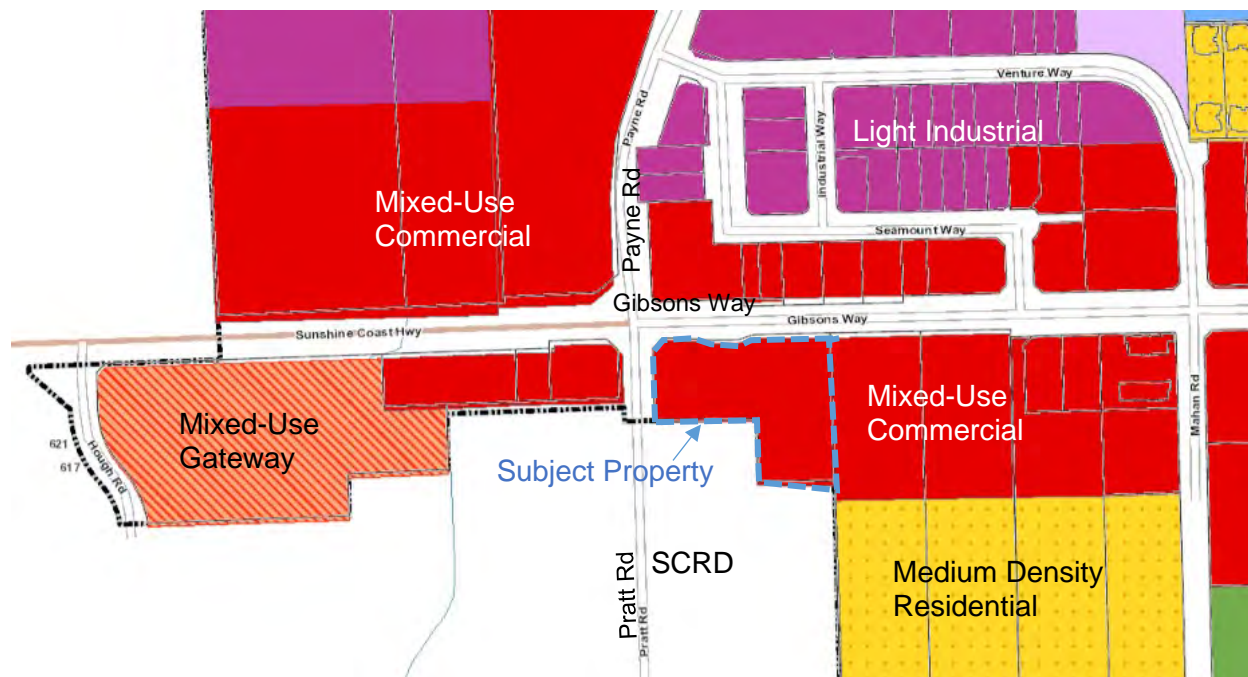 Venture Way
Payne Rd
Industrial Way
Light Industrial
Mixed-Use
Commercial
Payne Rd
Seamount Way
Gibsons Way
Sunshine Coast Hwy
Gibsons Way
Mixed-Use
Gateway
Mixed-Use
Commercial
Mahan Rd
621
617
Hough Rd
Subject Property
Pratt Rd
SCRD
Pratt Rd
Medium Density
Residential